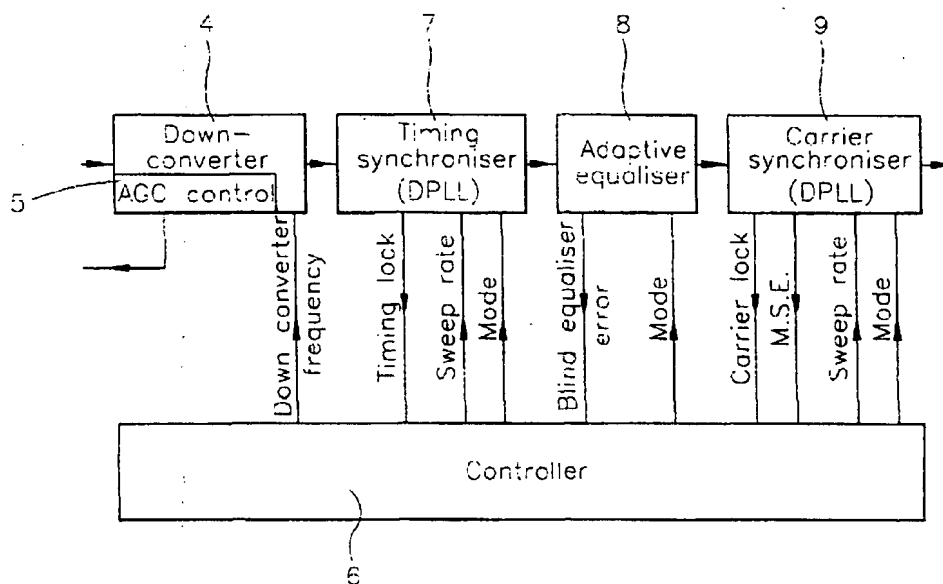 4
7
8
9
Down-
converter
5
AGC control
Timing
synchroniser
(DPLL)
Adaptive
equaliser
Carrier
synchroniser
(DPLL)
Down converter
frequency
Timing lock
Sweep rate
Mode
Blind equaliser
error
Mode
Carrier lock
M.S.E.
Sweep rate
Mode
Controller
6